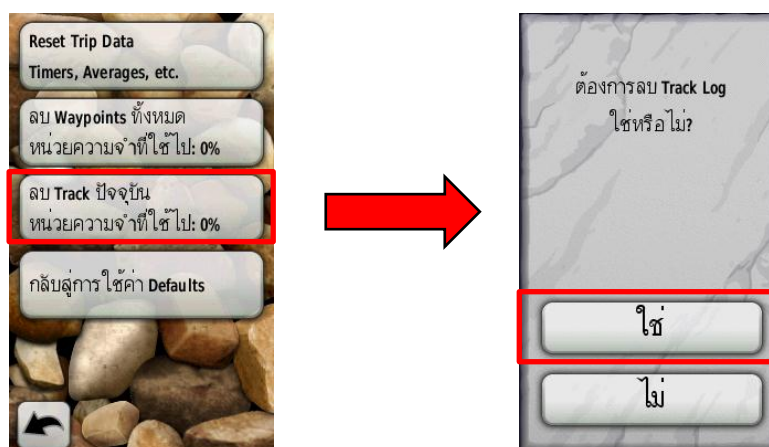 Reset Trip Data
Timers, Averages, etc.
ลบ Waypoints ทั้งหมด
หน่วยความจำที่ใช้ไป: 0%
ลบ Track ปัจจุบัน
หน่วยความจำที่ใช้ไป: 0%
กลับสู่การใช้ค่า Defaults
ต้องการลบ Track Log
ใช่หรือไม่?
ใช่
ไม่